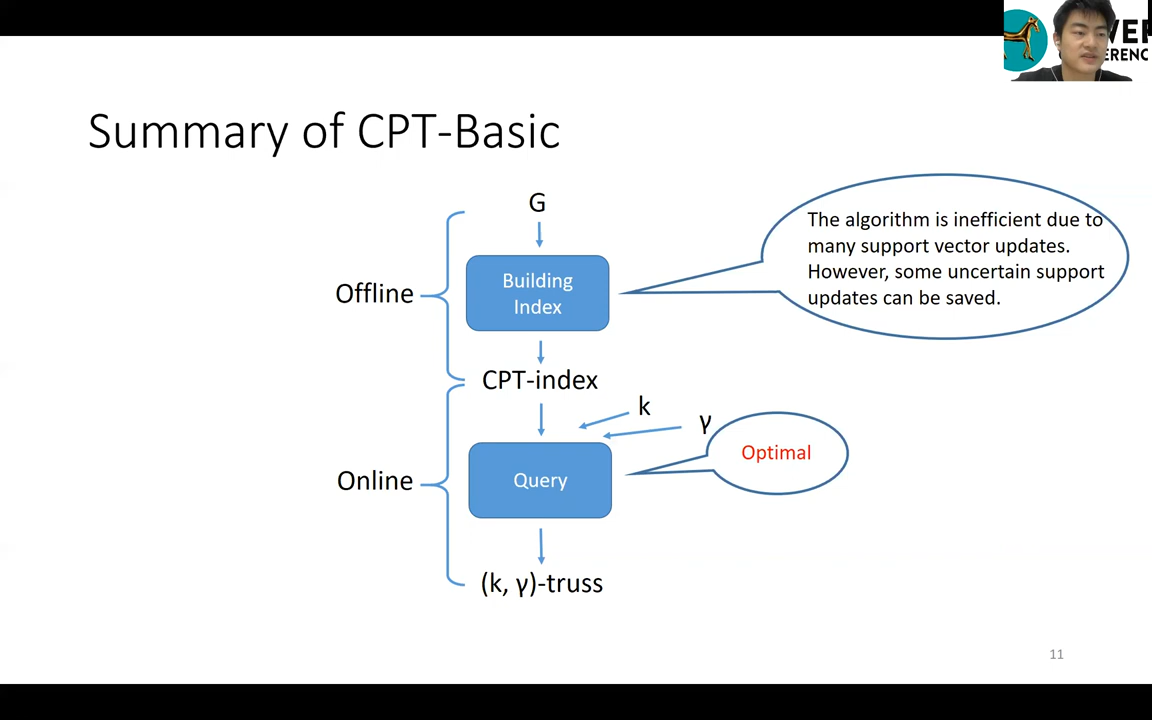 Summary of CPT-Basic
G
Building
Index
The algorithm is inefficient due to
many support vector updates.
However, some uncertain support
updates can be saved.
Offline
CPT-index
k
γ
Optimal
Online
Query
(k, γ)-truss
11